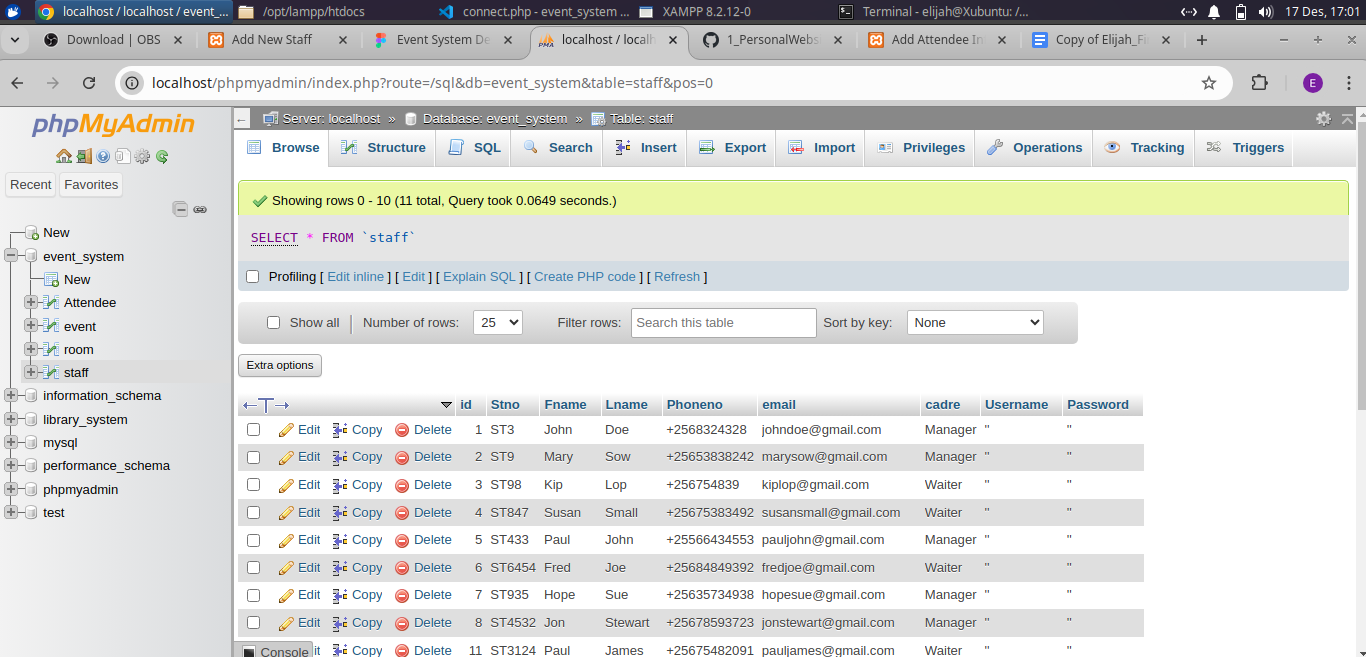 localhost / localhost / event_...
/opt/lampp/htdocs
connect.php - event_system ...
XAMPP 8.2.12-0
Terminal - elijah@Xubuntu: /...
17 Des, 17:01
Download | OBS
Add New Staff
Event System De
localhost / localh
1_PersonalWebs
Add Attendee In
Copy of Elijah_Fi
localhost/phpmyadmin/index.php?route=/sql&db=event_system&table=staff&pos=0
E
phpMyAdmin
Recent
Favorites
New
event_system
New
Attendee
event
room
staff
information_schema
library_system
mysql
performance_schema
phpmyadmin
test
Server: localhost » Database: event_system » Table: staff
Browse Structure SQL Search Insert Export Import Privileges Operations Tracking Triggers
Showing rows 0 - 10 (11 total, Query took 0.0649 seconds.)
SELECT * FROM `staff`
Profiling [ Edit inline ] [ Edit ] [ Explain SQL ] [ Create PHP code ] [ Refresh ]
Show all | Number of rows: 25 Filter rows: Search this table Sort by key: None
Extra options
id Stno Fname Lname Phoneno email cadre Username Password
Edit Copy Delete 1 ST3 John Doe +2568324328 johndoe@gmail.com Manager '' ''
Edit Copy Delete 2 ST9 Mary Sow +25653838242 marysow@gmail.com Manager '' ''
Edit Copy Delete 3 ST98 Kip Lop +256754839 kiplop@gmail.com Waiter '' ''
Edit Copy Delete 4 ST847 Susan Small +25675383492 susansmall@gmail.com Waiter '' ''
Edit Copy Delete 5 ST433 Paul John +25566434553 pauljohn@gmail.com Manager '' ''
Edit Copy Delete 6 ST6454 Fred Joe +25684849392 fredjoe@gmail.com Waiter '' ''
Edit Copy Delete 7 ST935 Hope Sue +25635734938 hopesue@gmail.com Manager '' ''
Edit Copy Delete 8 ST4532 Jon Stewart +25678593723 jonstewart@gmail.com Manager '' ''
Console it Copy Delete 11 ST3124 Paul James +25675482091 pauljames@gmail.com Waiter '' ''